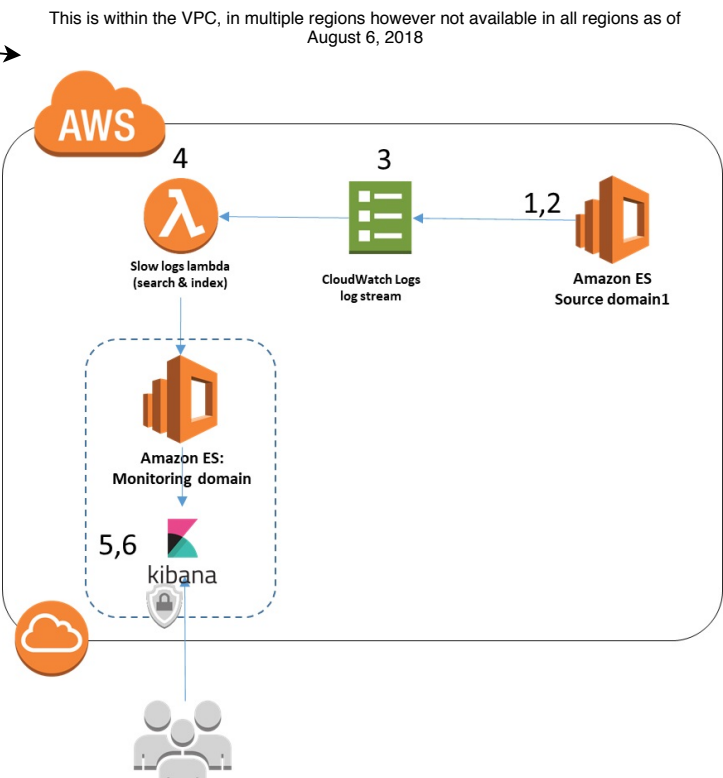 This is within the VPC, in multiple regions however not available in all regions as of
August 6, 2018
AWS
4
3
1,2
Slow logs lambda
(search & index)
CloudWatch Logs
log stream
Amazon ES
Source domain1
Amazon ES:
Monitoring domain
5,6
kibana